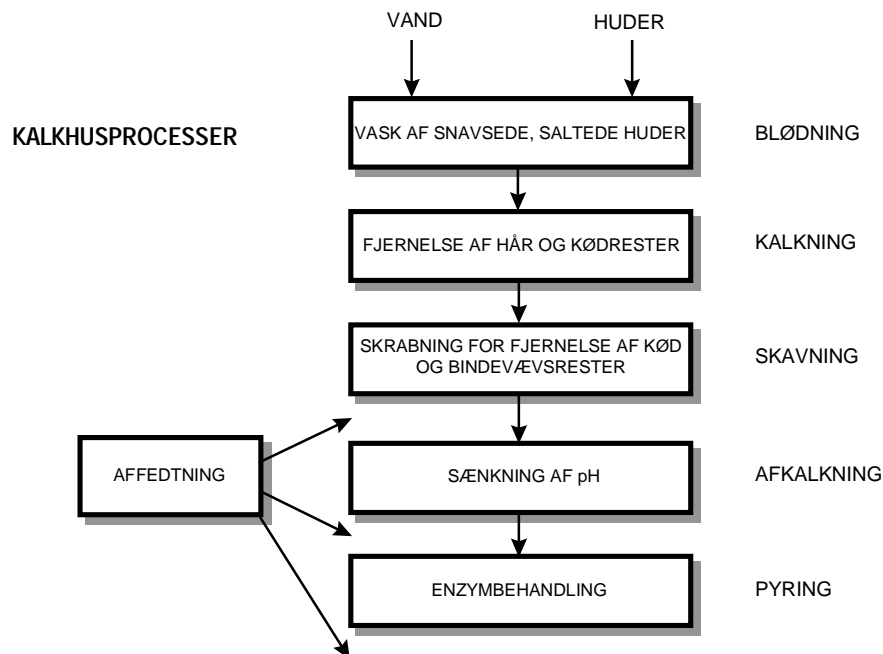 VAND
HUDER
KALKHUSPROCESSER
VASK AF SNAVSEDE, SALTEDE HUDER
BLØDNING
FJERNELSE AF HÅR OG KØDRESTER
KALKNING
SKRABNING FOR FJERNELSE AF KØD
OG BINDEVÆVSRESTER
SKAVNING
AFFEDTNING
SÆNKNING AF pH
AFKALKNING
ENZYMBEHANDLING
PYRING